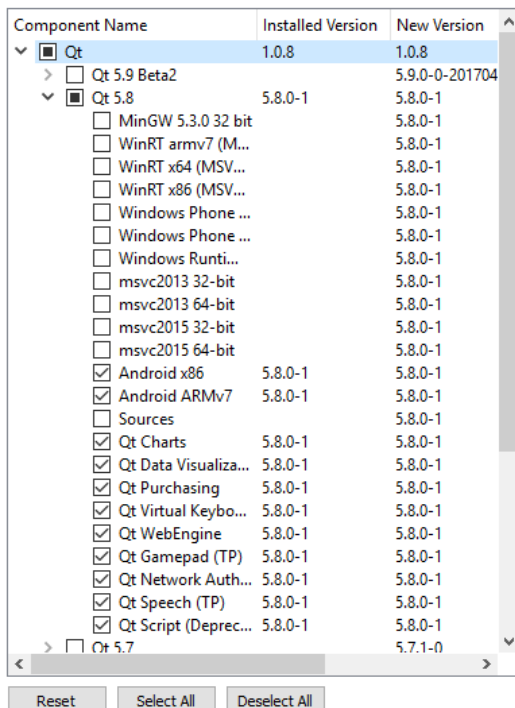 Component Name Installed Version New Version
Qt 1.0.8 1.0.8
Qt 5.9 Beta2 5.9.0-0-201704
Qt 5.8 5.8.0-1 5.8.0-1
MinGW 5.3.0 32 bit 5.8.0-1
WinRT armv7 (M... 5.8.0-1
WinRT x64 (MSV... 5.8.0-1
WinRT x86 (MSV... 5.8.0-1
Windows Phone ... 5.8.0-1
Windows Phone ... 5.8.0-1
Windows Runti... 5.8.0-1
msvc2013 32-bit 5.8.0-1
msvc2013 64-bit 5.8.0-1
msvc2015 32-bit 5.8.0-1
msvc2015 64-bit 5.8.0-1
Android x86 5.8.0-1 5.8.0-1
Android ARMv7 5.8.0-1 5.8.0-1
Sources 5.8.0-1
Qt Charts 5.8.0-1 5.8.0-1
Qt Data Visualiza... 5.8.0-1 5.8.0-1
Qt Purchasing 5.8.0-1 5.8.0-1
Qt Virtual Keybo... 5.8.0-1 5.8.0-1
Qt WebEngine 5.8.0-1 5.8.0-1
Qt Gamepad (TP) 5.8.0-1 5.8.0-1
Qt Network Auth... 5.8.0-1 5.8.0-1
Qt Speech (TP) 5.8.0-1 5.8.0-1
Qt Script (Deprec... 5.8.0-1 5.8.0-1
Qt 5.7 5.7.1-0
Reset Select All Deselect All